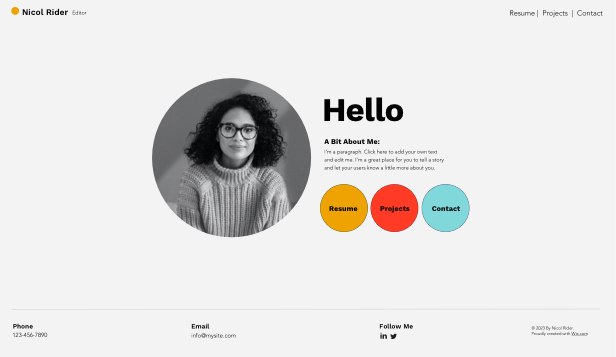 Nicol Rider Editor
Resume | Projects | Contact
Hello
A Bit About Me:
I'm a paragraph. Click here to add your own text
and edit me. I'm a great place for you to tell a story
and let your users know a little more about you.
Resume Projects Contact
Phone
123-456-7890
Email
info@mysite.com
Follow Me
in
© 2023 By Nicol Rider.
Proudly created with Wix.com